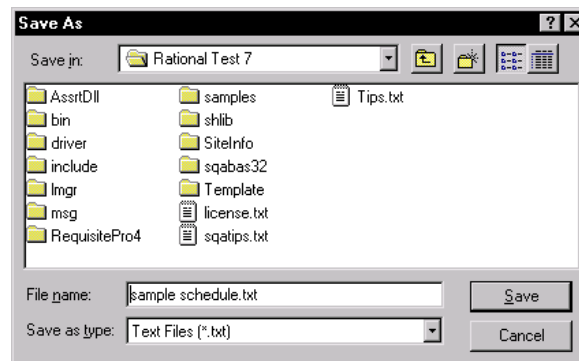 Save As
Save in: Rational Test 7
AssrtDll samples Tips.txt
bin shlib
driver SiteInfo
include sqabas32
lmgr Template
msg license.txt
RequisitePro4 sqatips.txt
File name: sample schedule.txt Save
Save as type: Text Files (*.txt) Cancel